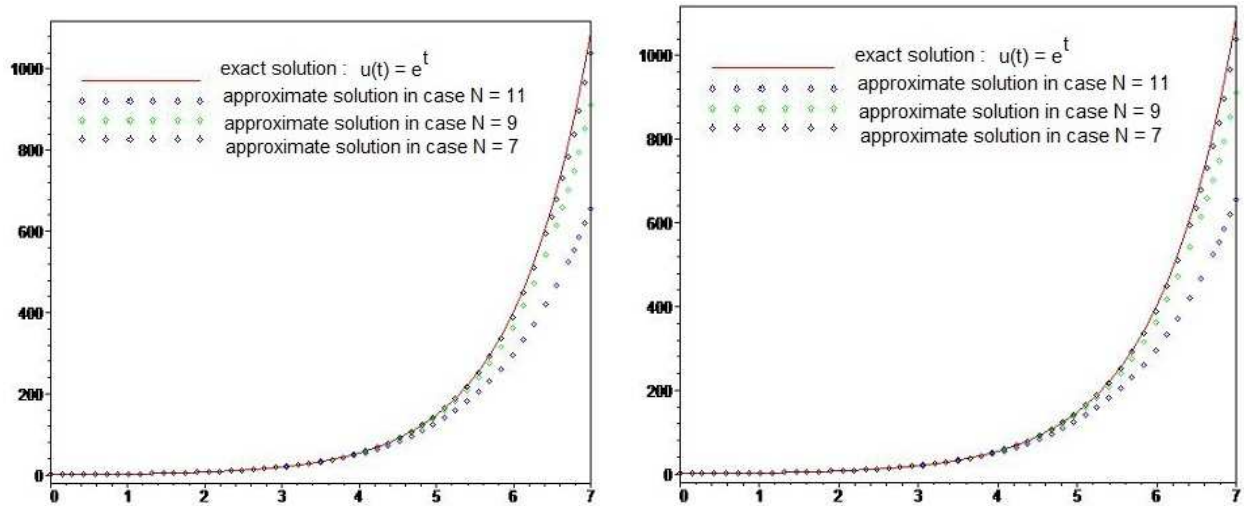 exact solution : u(t) = e^t
approximate solution in case N = 11
approximate solution in case N = 9
approximate solution in case N = 7
1000
800
600
400
200
0
0 1 2 3 4 5 6 7
exact solution : u(t) = e^t
approximate solution in case N = 11
approximate solution in case N = 9
approximate solution in case N = 7
1000
800
600
400
200
0
0 1 2 3 4 5 6 7